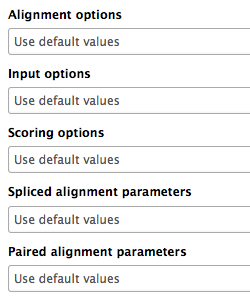 Alignment options
Use default values
Input options
Use default values
Scoring options
Use default values
Spliced alignment parameters
Use default values
Paired alignment parameters
Use default values